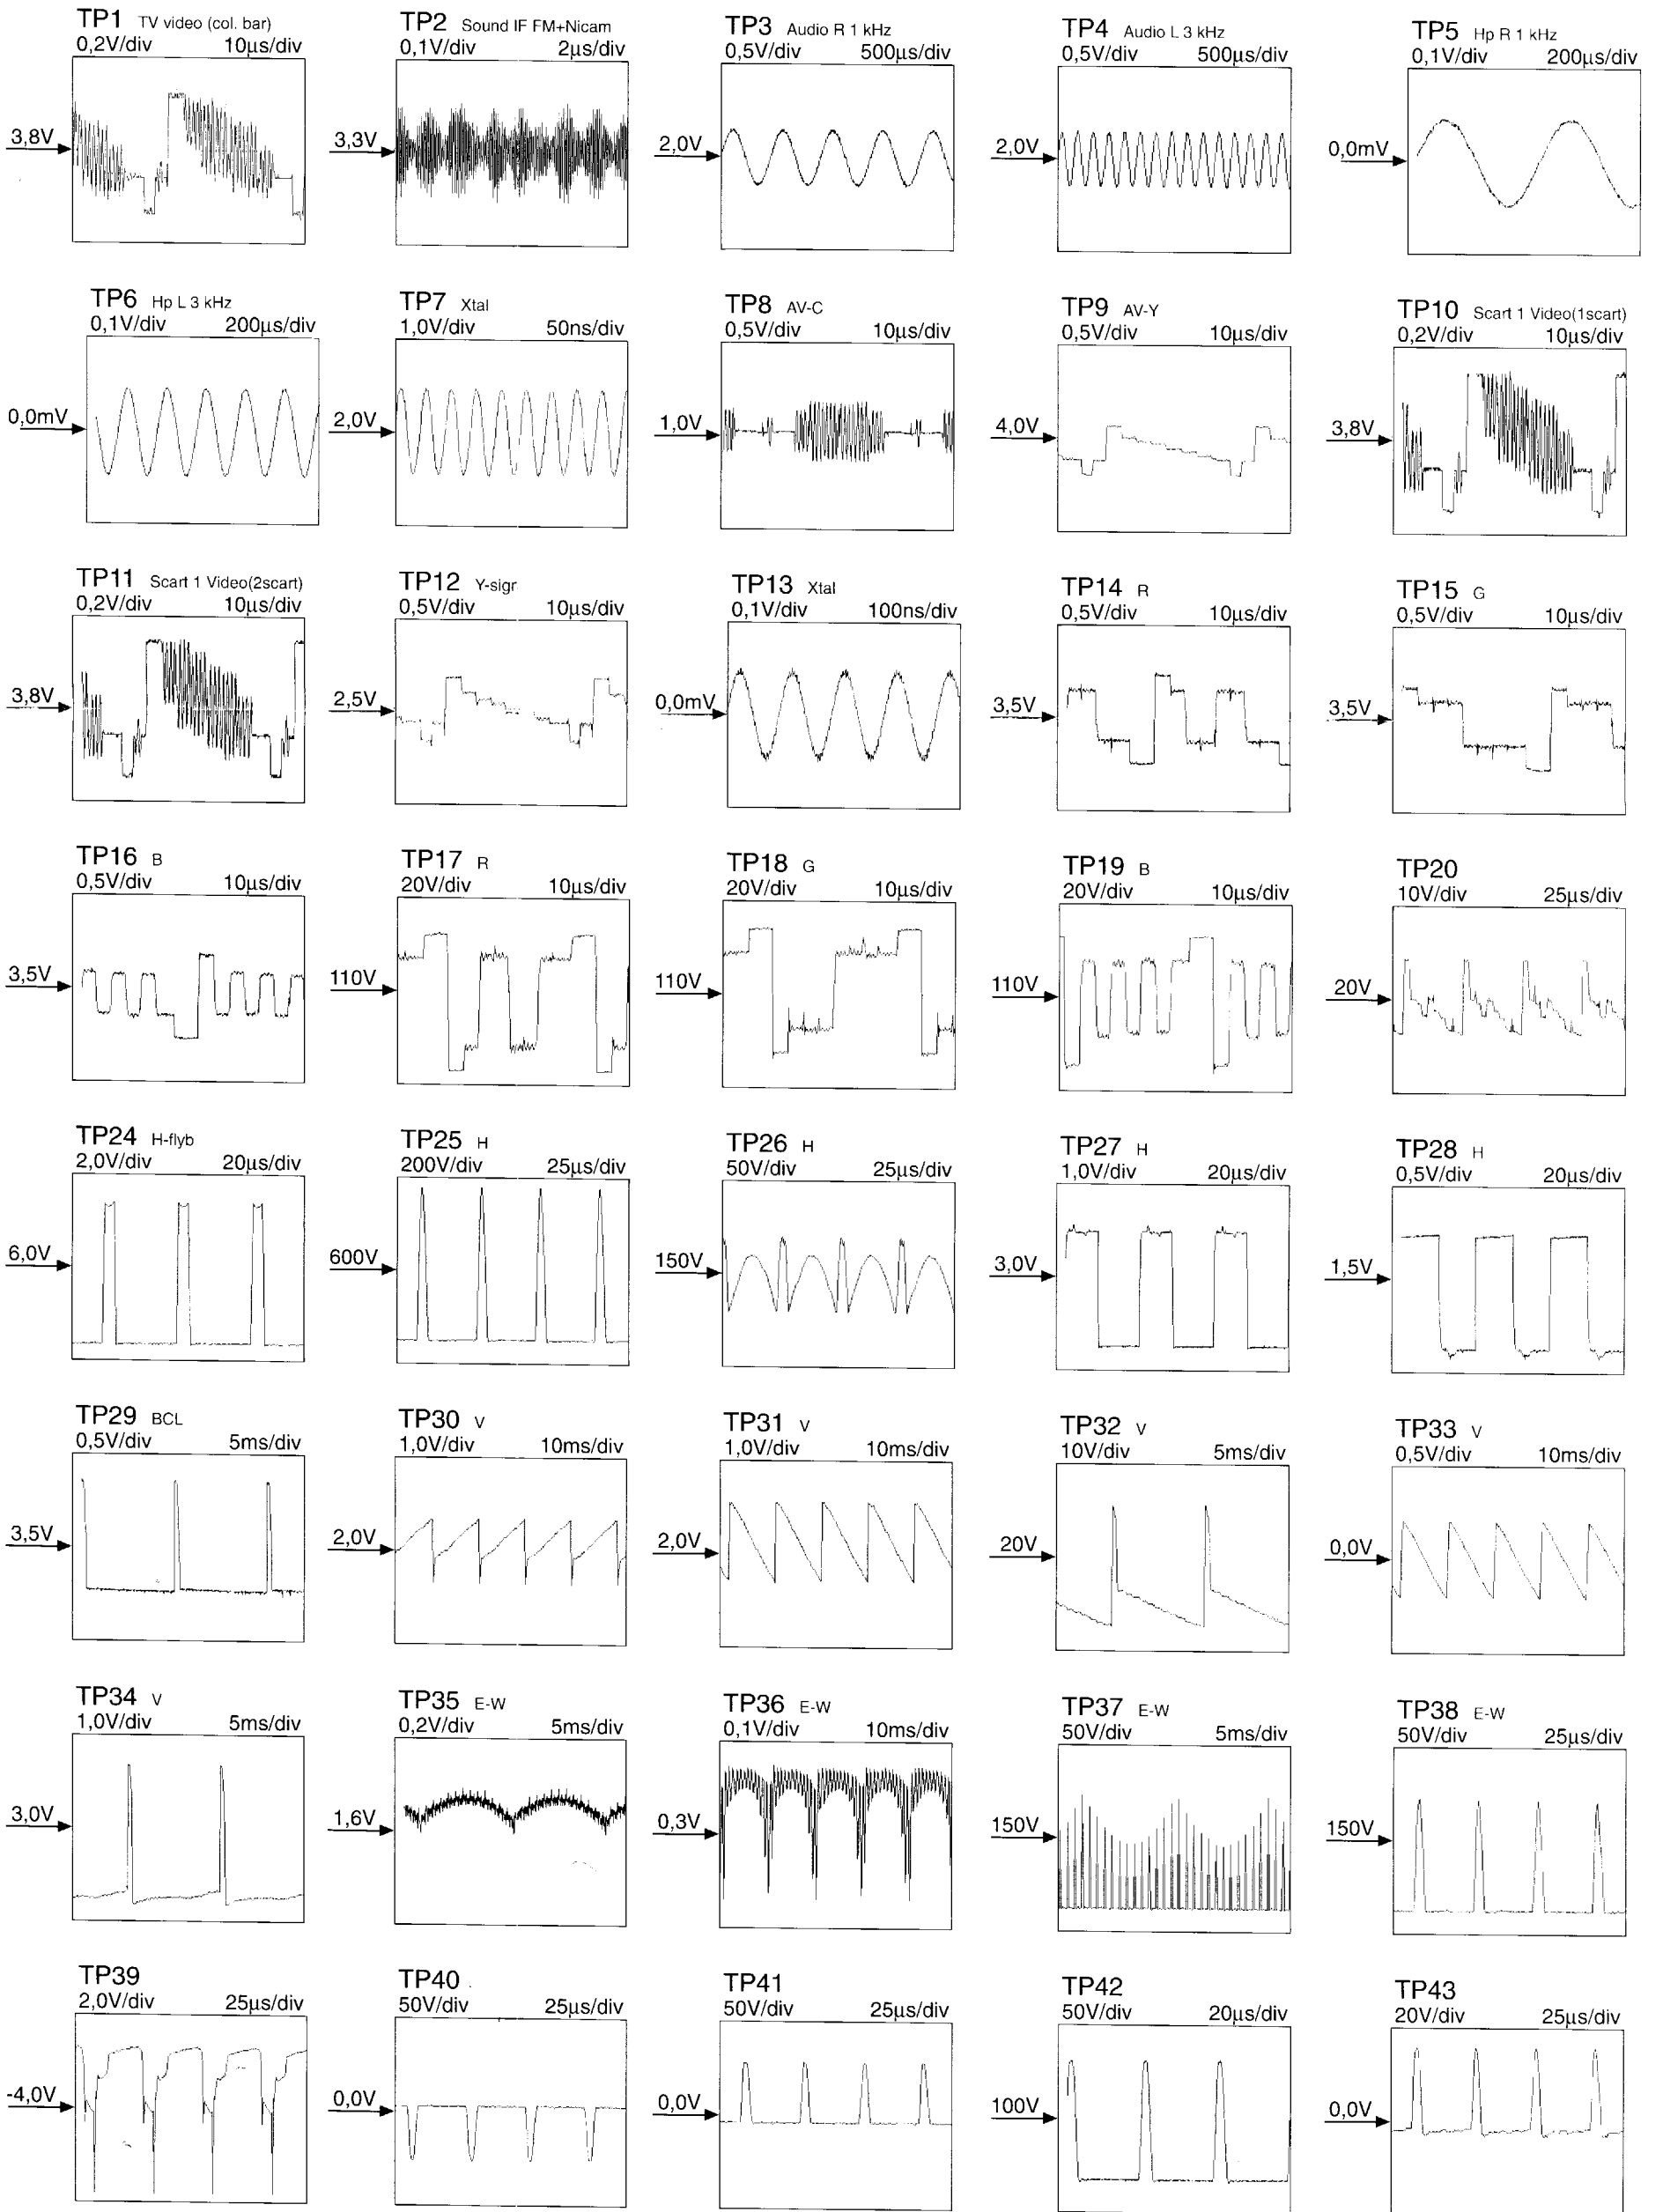 TP1 TV video (col. bar)
0,2V/div 10µs/div
3,8V
TP2 Sound IF FM+Nicam
0,1V/div 2µs/div
3,3V
TP3 Audio R 1 kHz
0,5V/div 500µs/div
2,0V
TP4 Audio L 3 kHz
0,5V/div 500µs/div
2,0V
TP5 Hp R 1 kHz
0,1V/div 200µs/div
0,0mV
TP6 Hp L 3 kHz
0,1V/div 200µs/div
0,0mV
TP7 Xtal
1,0V/div 50ns/div
2,0V
TP8 AV-C
0,5V/div 10µs/div
1,0V
TP9 AV-Y
0,5V/div 10µs/div
4,0V
TP10 Scart 1 Video(1scart)
0,2V/div 10µs/div
3,8V
TP11 Scart 1 Video(2scart)
0,2V/div 10µs/div
3,8V
TP12 Y-sigr
0,5V/div 10µs/div
2,5V
TP13 Xtal
0,1V/div 100ns/div
0,0mV
TP14 R
0,5V/div 10µs/div
3,5V
TP15 G
0,5V/div 10µs/div
3,5V
TP16 B
0,5V/div 10µs/div
3,5V
TP17 R
20V/div 10µs/div
110V
TP18 G
20V/div 10µs/div
110V
TP19 B
20V/div 10µs/div
110V
TP20
10V/div 25µs/div
20V
TP24 H-flyb
2,0V/div 20µs/div
6,0V
TP25 H
200V/div 25µs/div
600V
TP26 H
50V/div 25µs/div
150V
TP27 H
1,0V/div 20µs/div
3,0V
TP28 H
0,5V/div 20µs/div
1,5V
TP29 BCL
0,5V/div 5ms/div
3,5V
TP30 V
1,0V/div 10ms/div
2,0V
TP31 V
1,0V/div 10ms/div
2,0V
TP32 V
10V/div 5ms/div
20V
TP33 V
0,5V/div 10ms/div
0,0V
TP34 V
1,0V/div 5ms/div
3,0V
TP35 E-W
0,2V/div 5ms/div
1,6V
TP36 E-W
0,1V/div 10ms/div
0,3V
TP37 E-W
50V/div 5ms/div
150V
TP38 E-W
50V/div 25µs/div
150V
TP39
2,0V/div 25µs/div
-4,0V
TP40
50V/div 25µs/div
0,0V
TP41
50V/div 25µs/div
0,0V
TP42
50V/div 20µs/div
100V
TP43
20V/div 25µs/div
0,0V